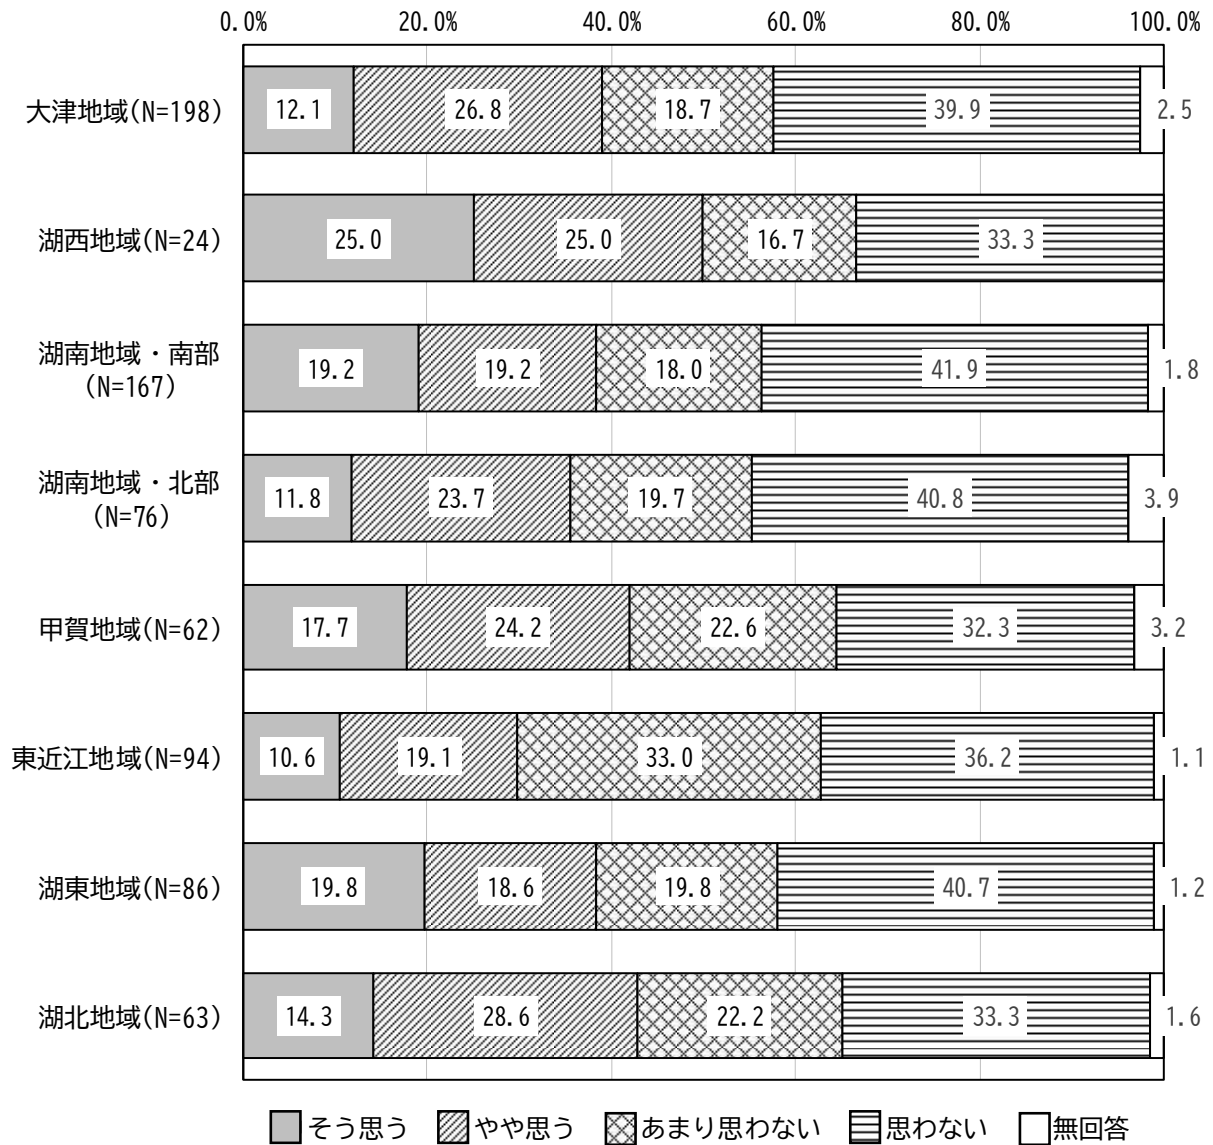 0.0% 20.0% 40.0% 60.0% 80.0% 100.0%
大津地域(N=198) 12.1 26.8 18.7 39.9 2.5
湖西地域(N=24) 25.0 25.0 16.7 33.3
湖南地域・南部
(N=167) 19.2 19.2 18.0 41.9 1.8
湖南地域・北部
(N=76) 11.8 23.7 19.7 40.8 3.9
甲賀地域(N=62) 17.7 24.2 22.6 32.3 3.2
東近江地域(N=94) 10.6 19.1 33.0 36.2 1.1
湖東地域(N=86) 19.8 18.6 19.8 40.7 1.2
湖北地域(N=63) 14.3 28.6 22.2 33.3 1.6
そう思う やや思う あまり思わない 思わない 無回答